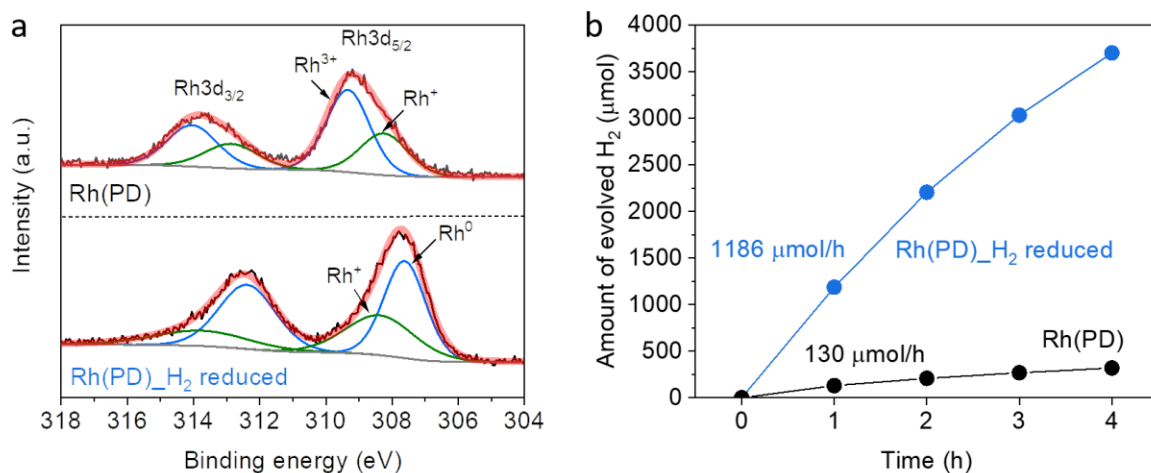 a
Intensity (a.u.)
Rh3d3/2
Rh3+
Rh3d5/2
Rh+
Rh(PD)
Rh0
Rh+
Rh(PD)_H2 reduced
318 316 314 312 310 308 306 304
Binding energy (eV)
b
Amount of evolved H2 (μmol)
4000
3500
3000
2500
2000
1500
1000
500
0
1186 μmol/h
Rh(PD)_H2 reduced
130 μmol/h
Rh(PD)
0 1 2 3 4
Time (h)